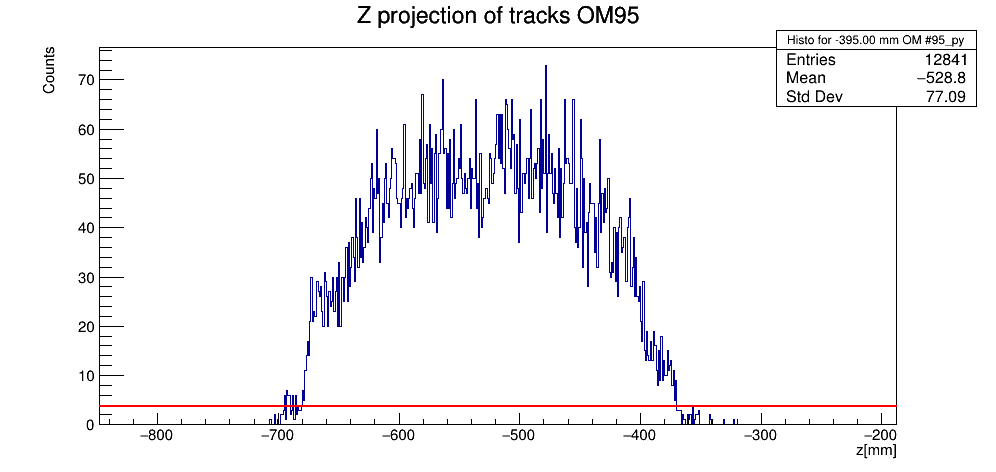 Z projection of tracks OM95
Histo for -395.00 mm OM #95_py
Entries 12841
Mean −528.8
Std Dev 77.09
Counts
70
60
50
40
30
20
10
0
−800 −700 −600 −500 −400 −300 −200
z[mm]